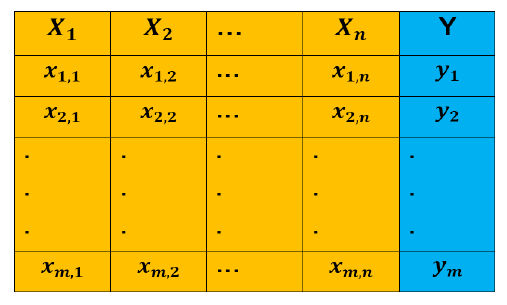 X₁ X₂ ... Xₙ Y
x₁,₁ x₁,₂ ... x₁,ₙ y₁
x₂,₁ x₂,₂ ... x₂,ₙ y₂
. . . . .
. . . . .
. . . . .
xₘ,₁ xₘ,₂ ... xₘ,ₙ yₘ